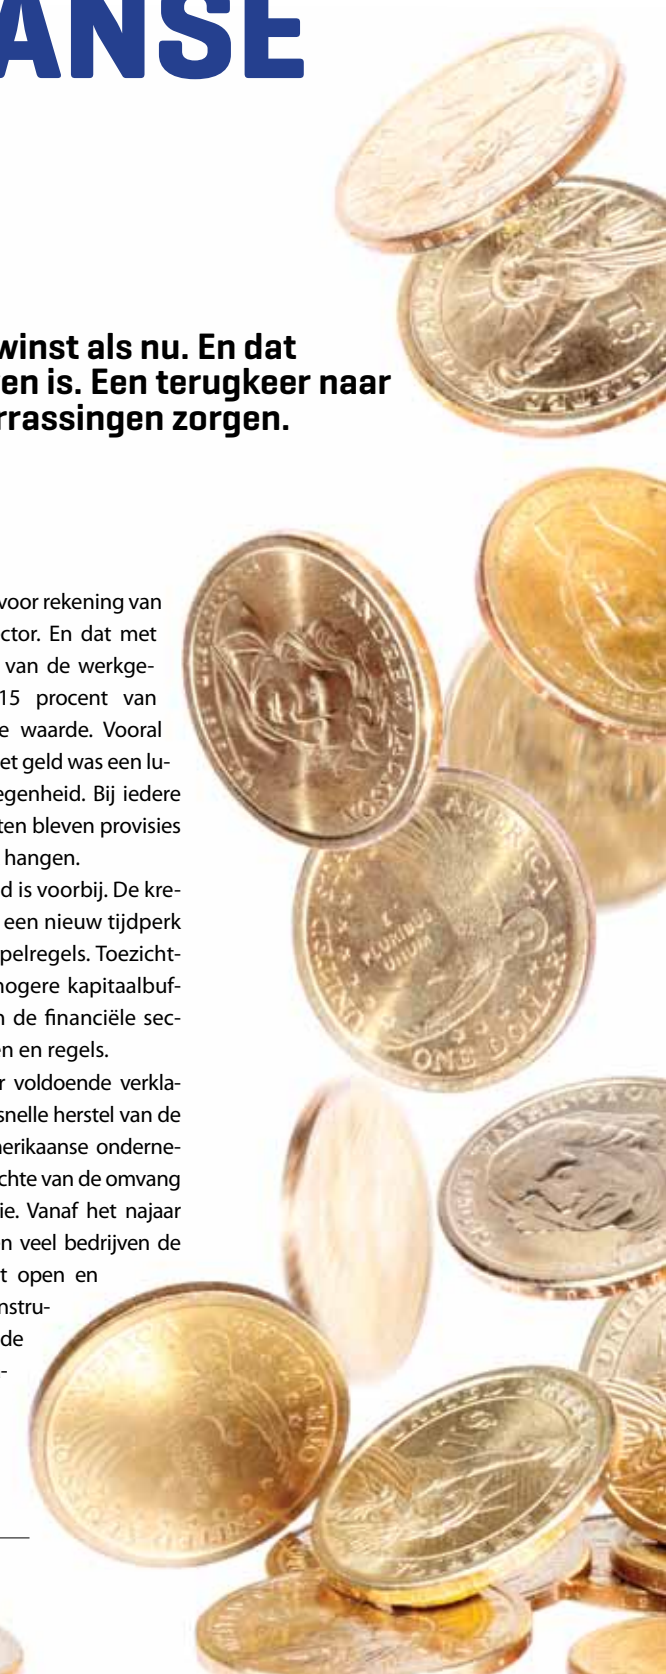 ANSE
winst als nu. En dat
en is. Een terugkeer naar
rrassingen zorgen.
voor rekening van
ctor. En dat met
van de werkge-
15 procent van
e waarde. Vooral
et geld was een lu-
egenheid. Bij iedere
ten bleven provisies
hangen.
d is voorbij. De kre-
een nieuw tijdperk
pelregels. Toezicht-
hogere kapitaalbuf-
n de financiële sec-
n en regels.
r voldoende verkla-
snelle herstel van de
nerikaanse onderne-
chte van de omvang
ie. Vanaf het najaar
n veel bedrijven de
t open en
nstru-
de
-
ANDREW JACKSON
AMERICA
PLURIBUS
UNUM
ONE DOLLAR
WASHINGTON